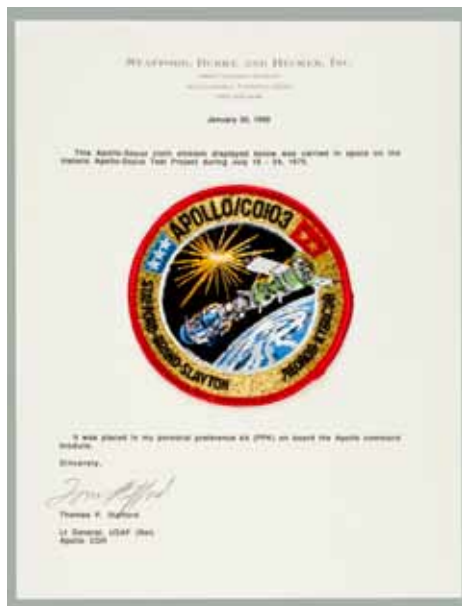 STAFFORD, BURKE AND HECKER, INC.
January 30,
This Apollo-Soyuz cloth emblem displayed below was carried in space on the
historic Apollo-Soyuz Test Project during July 15 - 24, 1975.
APOLLO/СОЮЗ
STAFFORD-BRAND-SLAYTON
ЛЕОНОВ-КУБАСОВ
It was placed in my personal preference kit (PPK) on board the Apollo command
module.
Sincerely,
Thomas P. Stafford
Lt General, USAF (Ret)
Apollo CDR